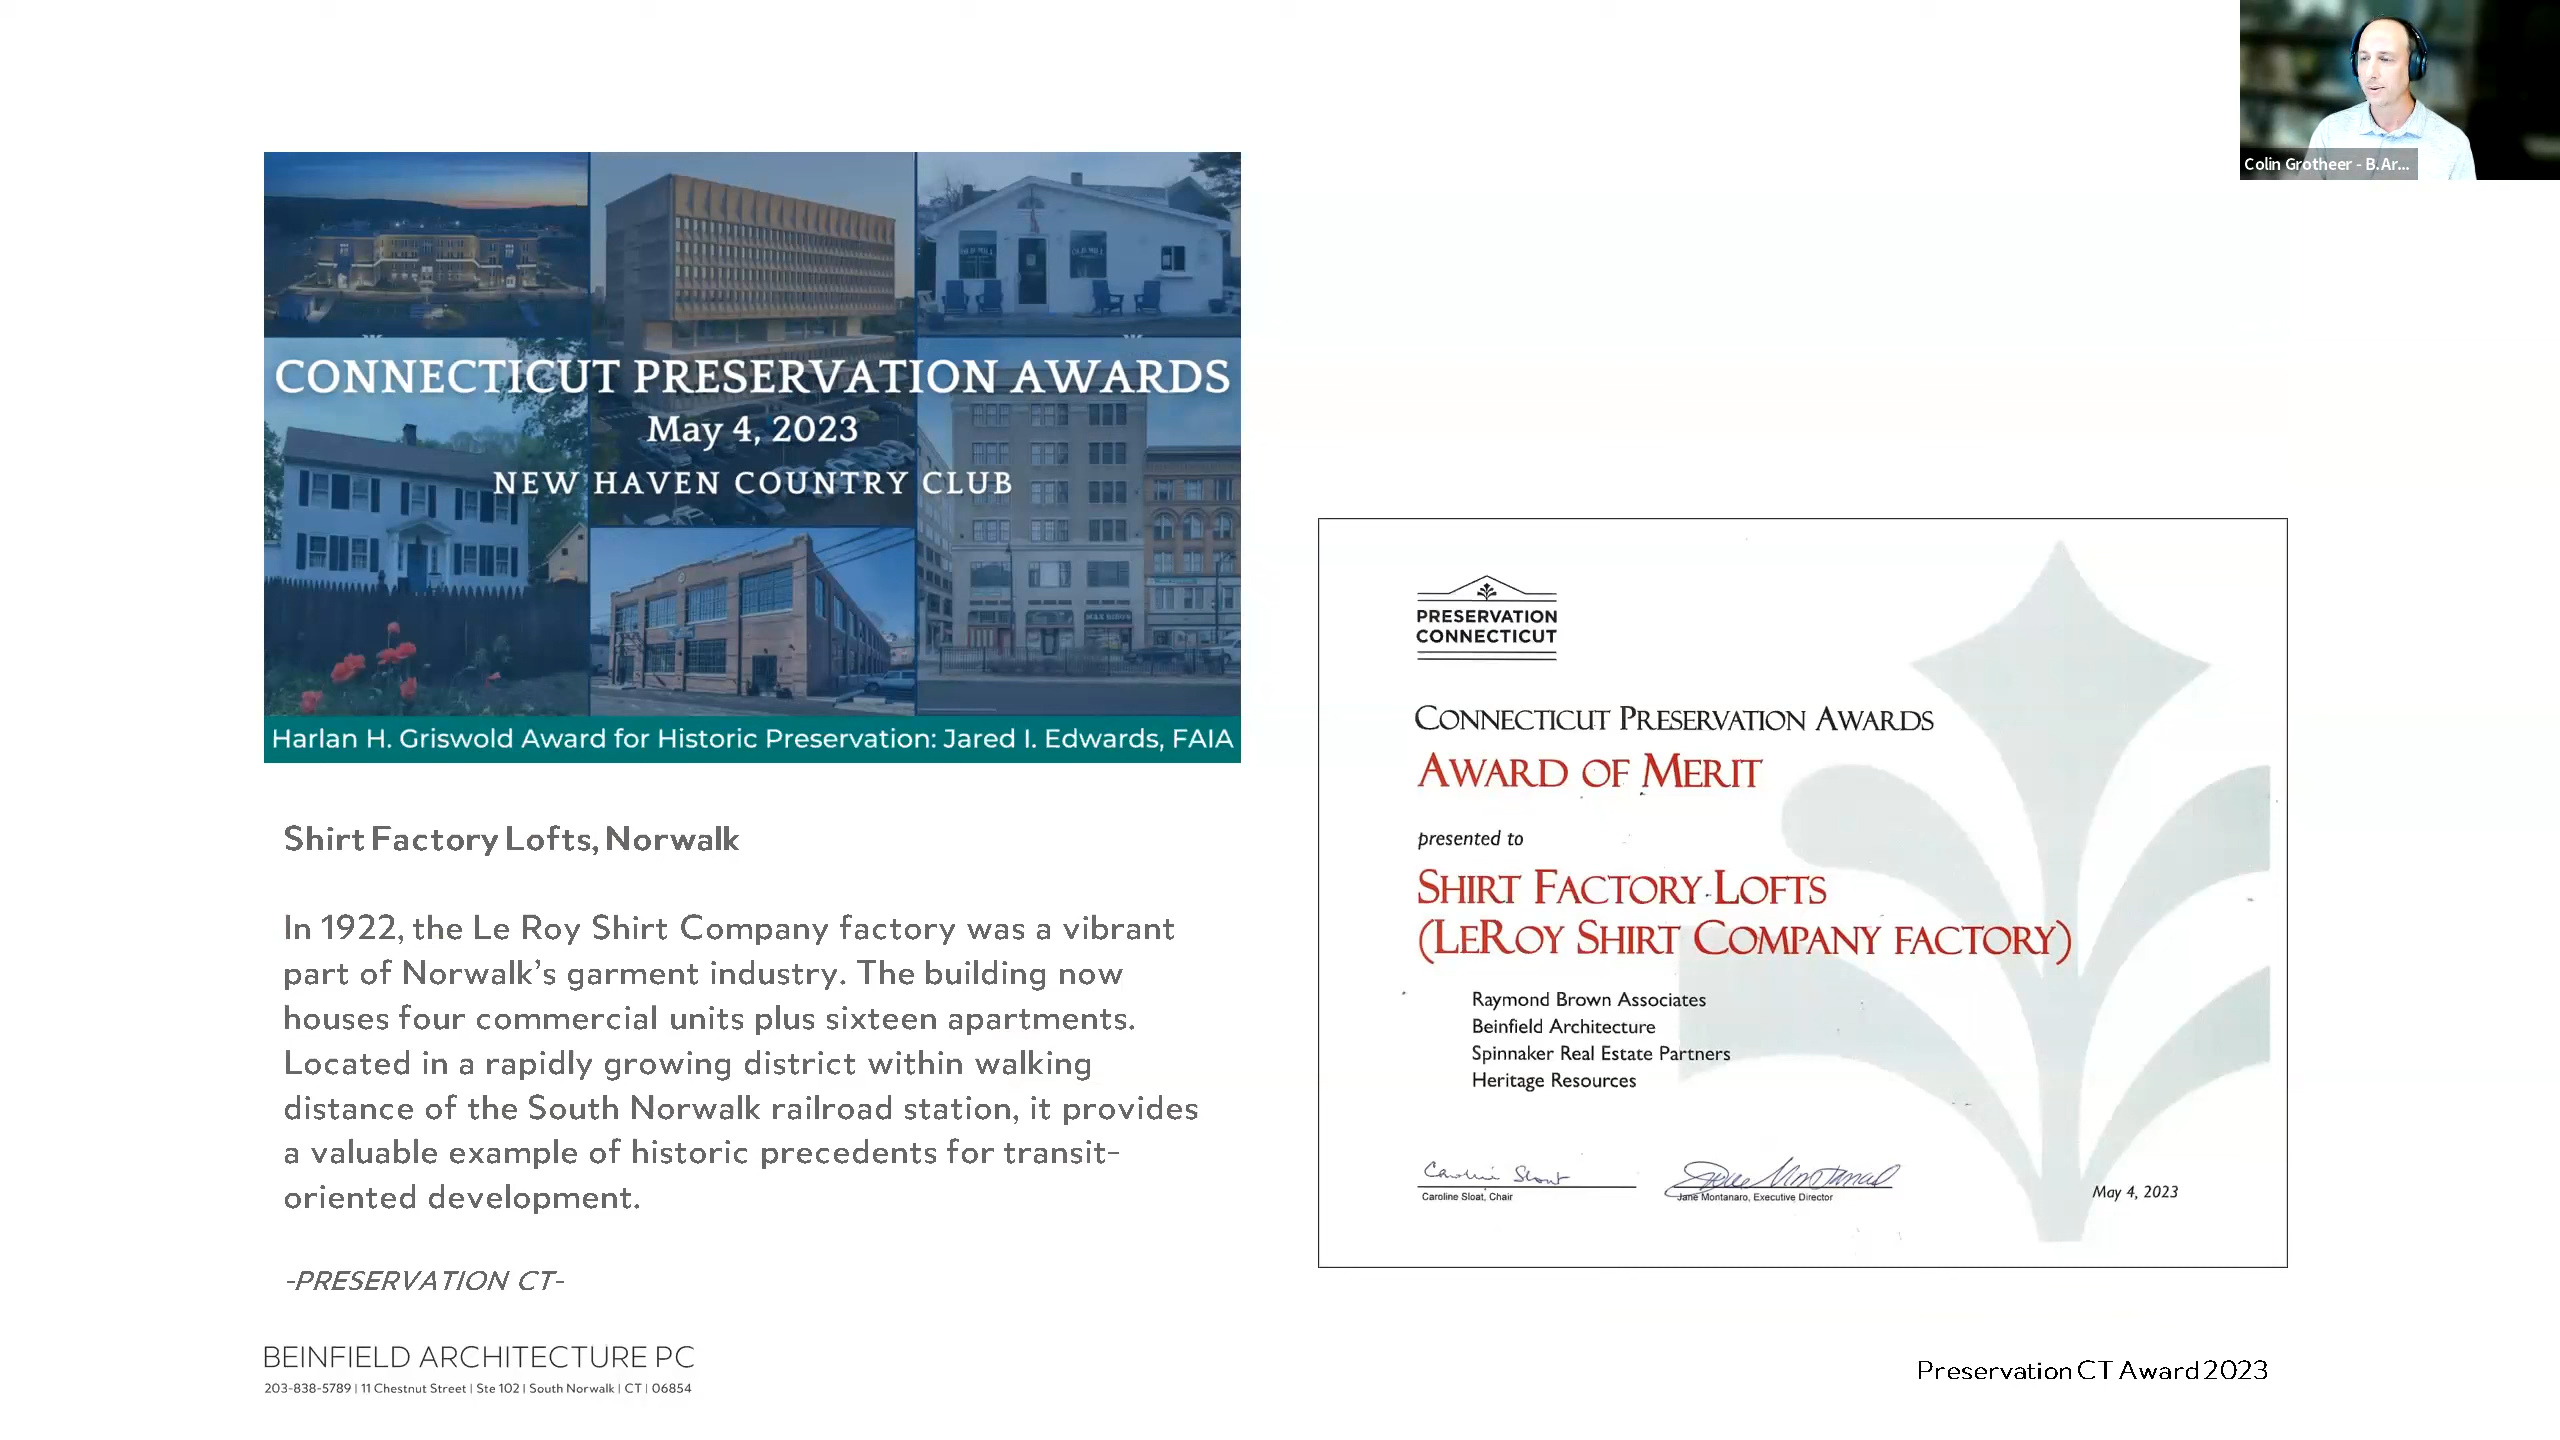 Colin Grotheer - B.Ar...
CONNECTICUT PRESERVATION AWARDS
May 4, 2023
NEW HAVEN COUNTRY CLUB
Harlan H. Griswold Award for Historic Preservation: Jared I. Edwards, FAIA
Shirt Factory Lofts, Norwalk
In 1922, the Le Roy Shirt Company factory was a vibrant
part of Norwalk’s garment industry. The building now
houses four commercial units plus sixteen apartments.
Located in a rapidly growing district within walking
distance of the South Norwalk railroad station, it provides
a valuable example of historic precedents for transit-
oriented development.
-PRESERVATION CT-
PRESERVATION
CONNECTICUT
CONNECTICUT PRESERVATION AWARDS
AWARD OF MERIT
presented to
SHIRT FACTORY LOFTS
(LEROY SHIRT COMPANY FACTORY)
Raymond Brown Associates
Beinfield Architecture
Spinnaker Real Estate Partners
Heritage Resources
Caroline Sloat
Caroline Sloat, Chair
Jane Montanaro
Jane Montanaro, Executive Director
May 4, 2023
BEINFIELD ARCHITECTURE PC
203-838-5789 | 11 Chestnut Street | Ste 102 | South Norwalk | CT | 06854
Preservation CT Award 2023